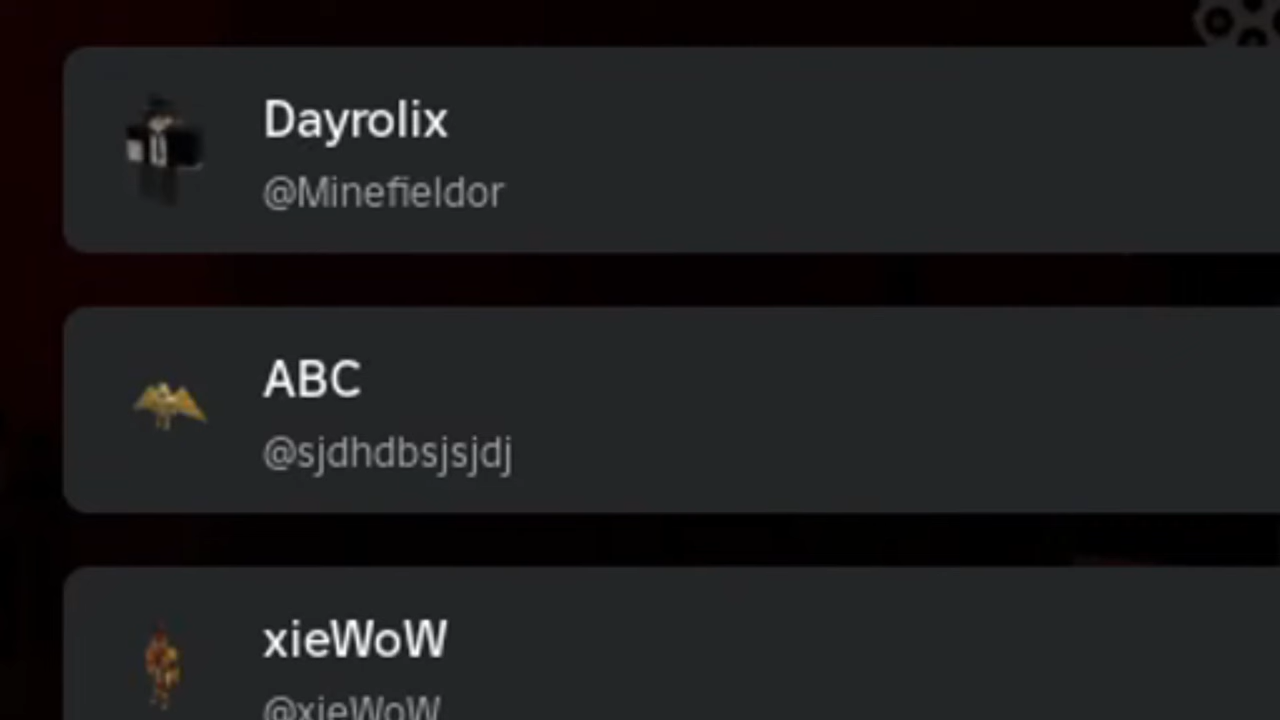 Dayrolix
@Minefieldor
ABC
@sjdhdbsjsjdj
xieWoW
@xieWoW